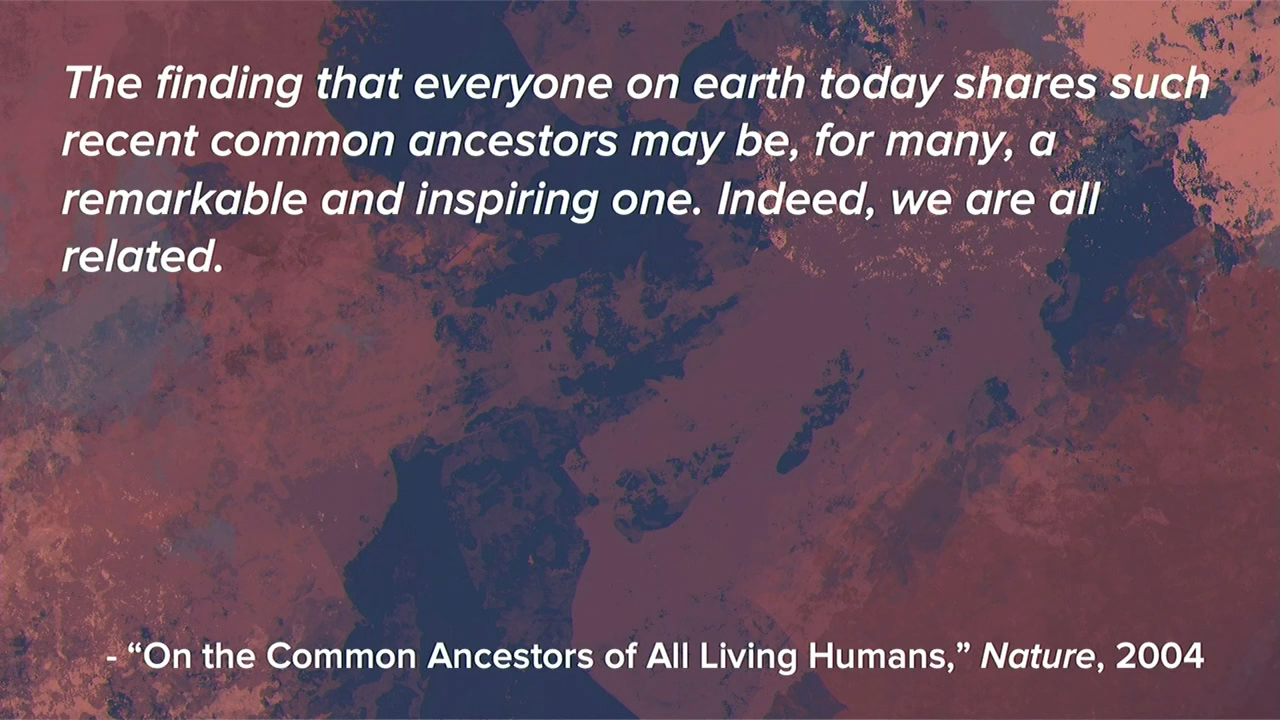 The finding that everyone on earth today shares such
recent common ancestors may be, for many, a
remarkable and inspiring one. Indeed, we are all
related.
- “On the Common Ancestors of All Living Humans,” Nature, 2004